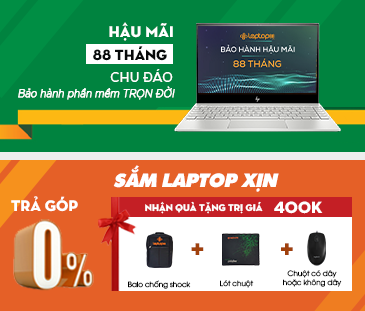 HẬU MÃI
88 THÁNG
CHU ĐÁO
Bảo hành phần mềm TRỌN ĐỜI
BẢO HÀNH HẬU MÃI
88 THÁNG
SẮM LAPTOP XỊN
TRẢ GÓP
0%
NHẬN QUÀ TẶNG TRỊ GIÁ 400K
Balo chống shock
Lót chuột
Chuột có dây
hoặc không dây